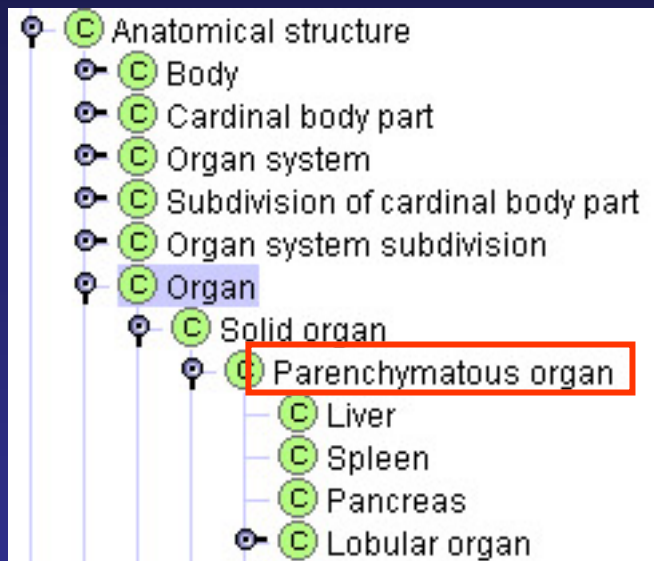 C Anatomical structure
C Body
C Cardinal body part
C Organ system
C Subdivision of cardinal body part
C Organ system subdivision
C Organ
C Solid organ
C Parenchymatous organ
C Liver
C Spleen
C Pancreas
C Lobular organ